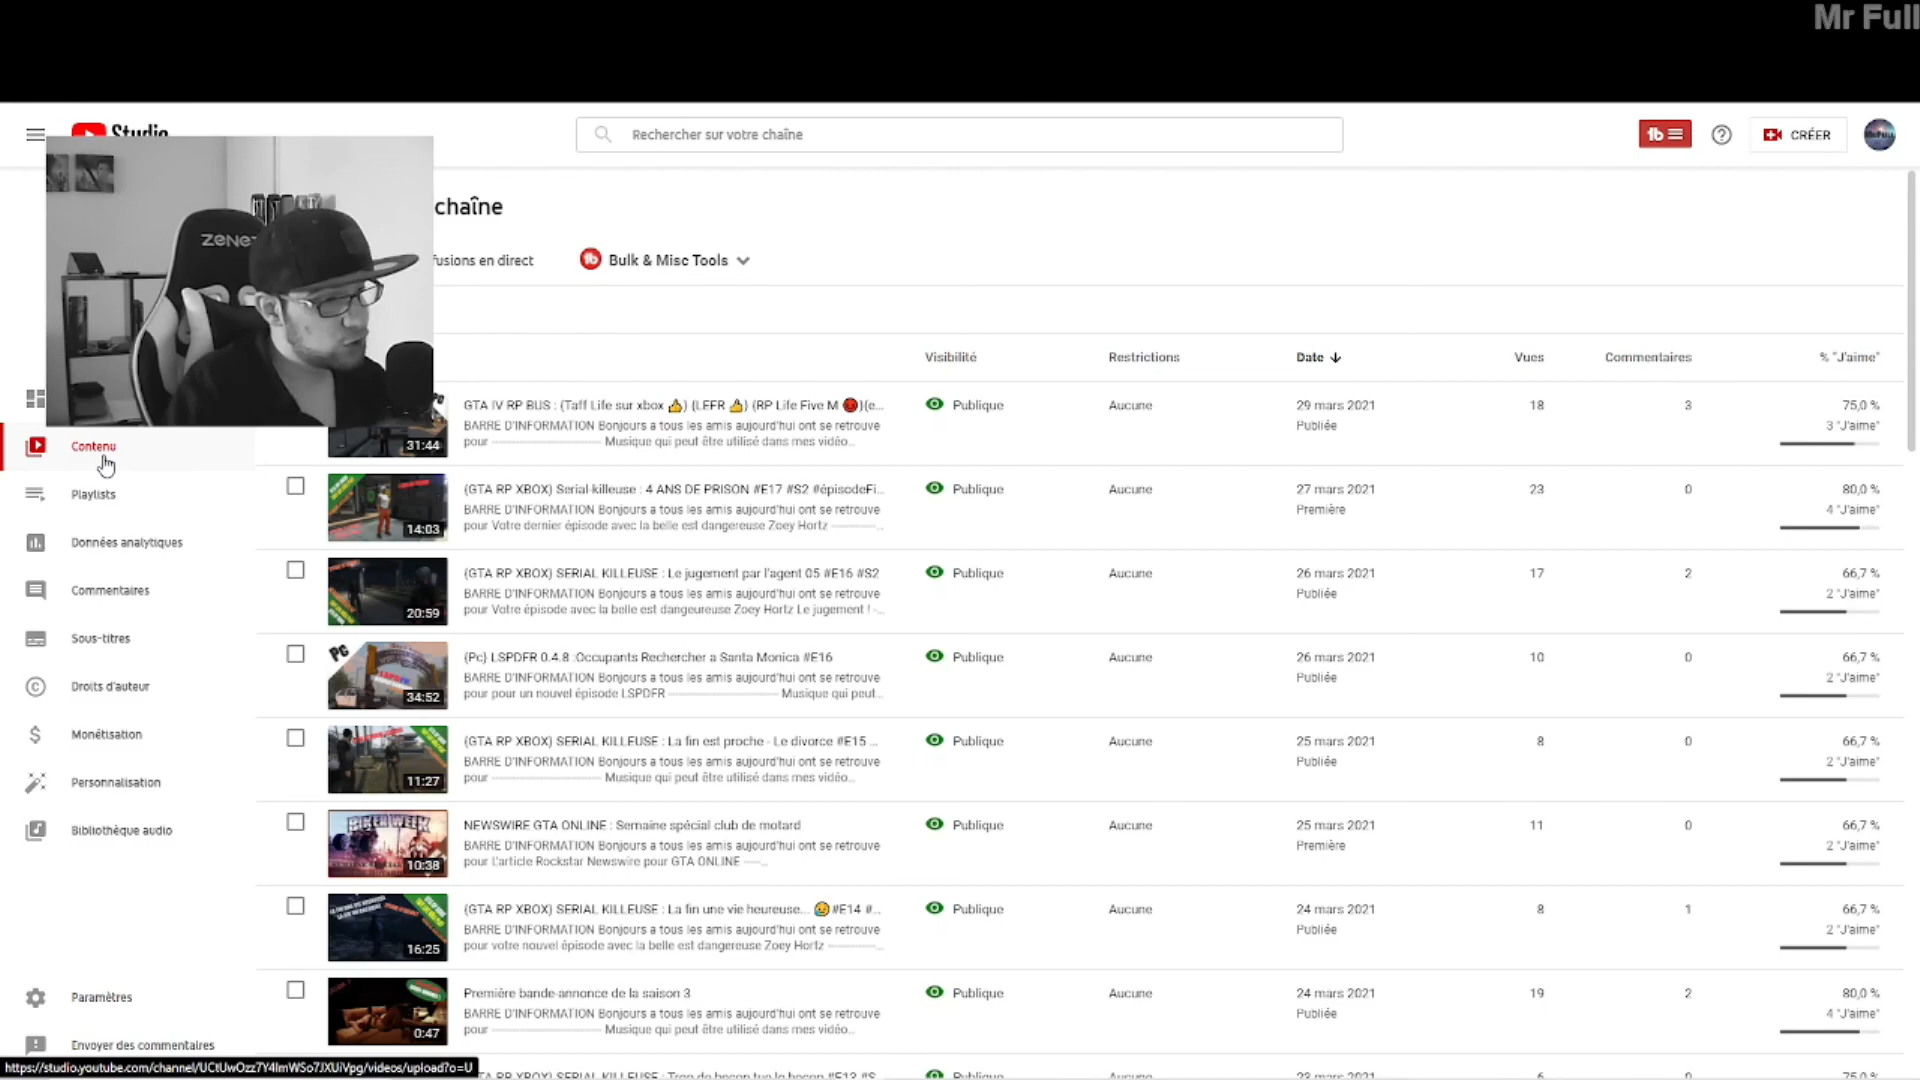 Mr Full
Studio
Rechercher sur votre chaîne
CRÉER
chaîne
fusions en direct
Bulk & Misc Tools
ZENE
Visibilité Restrictions Date Vues Commentaires % "J'aime"
GTA IV RP BUS : (Taff Life sur xbox 👍) (LEFR 👍) (RP Life Five M 😡)(e...
BARRE D'INFORMATION Bonjours a tous les amis aujourd'hui ont se retrouve
pour ---------------------- Musique qui peut être utilisé dans mes vidéo...
31:44
Publique Aucune 29 mars 2021 Publiée 18 3 75,0 % 3 "J'aime"
Contenu
Playlists
Données analytiques
Commentaires
Sous-titres
Droits d'auteur
Monétisation
Personnalisation
Bibliothèque audio
Paramètres
Envoyer des commentaires
(GTA RP XBOX) Serial-killeuse : 4 ANS DE PRISON #E17 #S2 #épisodeFi...
BARRE D'INFORMATION Bonjours a tous les amis aujourd'hui ont se retrouve
pour Votre dernier épisode avec la belle est dangereuse Zoey Hortz ----------...
14:03
Publique Aucune 27 mars 2021 Première 23 0 80,0 % 4 "J'aime"
(GTA RP XBOX) SERIAL KILLEUSE : Le jugement par l'agent 05 #E16 #S2
BARRE D'INFORMATION Bonjours a tous les amis aujourd'hui ont se retrouve
pour Votre épisode avec la belle est dangeureuse Zoey Hortz Le jugement ! -...
20:59
Publique Aucune 26 mars 2021 Publiée 17 2 66,7 % 2 "J'aime"
(Pc) LSPDFR 0.4.8 :Occupants Rechercher a Santa Monica #E16
BARRE D'INFORMATION Bonjours a tous les amis aujourd'hui ont se retrouve
pour pour un nouvel épisode LSPDFR ---------------------- Musique qui peut...
PC
34:52
Publique Aucune 26 mars 2021 Publiée 10 0 66,7 % 2 "J'aime"
(GTA RP XBOX) SERIAL KILLEUSE : La fin est proche - Le divorce #E15 ...
BARRE D'INFORMATION Bonjours a tous les amis aujourd'hui ont se retrouve
pour ---------------------- Musique qui peut être utilisé dans mes vidéo...
11:27
Publique Aucune 25 mars 2021 Publiée 8 0 66,7 % 2 "J'aime"
NEWSWIRE GTA ONLINE : Semaine spécial club de motard
BARRE D'INFORMATION Bonjours a tous les amis aujourd'hui ont se retrouve
pour L'article Rockstar Newswire pour GTA ONLINE ----...
BIKER WEEK
10:38
Publique Aucune 25 mars 2021 Première 11 0 66,7 % 2 "J'aime"
(GTA RP XBOX) SERIAL KILLEUSE : La fin une vie heureuse... 😥#E14 #...
BARRE D'INFORMATION Bonjours a tous les amis aujourd'hui ont se retrouve
pour votre nouvel épisode avec la belle est dangereuse Zoey Hortz ----------...
16:25
Publique Aucune 24 mars 2021 Publiée 8 1 66,7 % 2 "J'aime"
Première bande-annonce de la saison 3
BARRE D'INFORMATION Bonjours a tous les amis aujourd'hui ont se retrouve
pour ---------------------- Musique qui peut être utilisé dans mes vidéo...
0:47
Publique Aucune 24 mars 2021 Publiée 19 2 80,0 % 4 "J'aime"
https://studio.youtube.com/channel/UCtUwOzz7Y4ImWSo7JXUiVpg/videos/upload?o=U